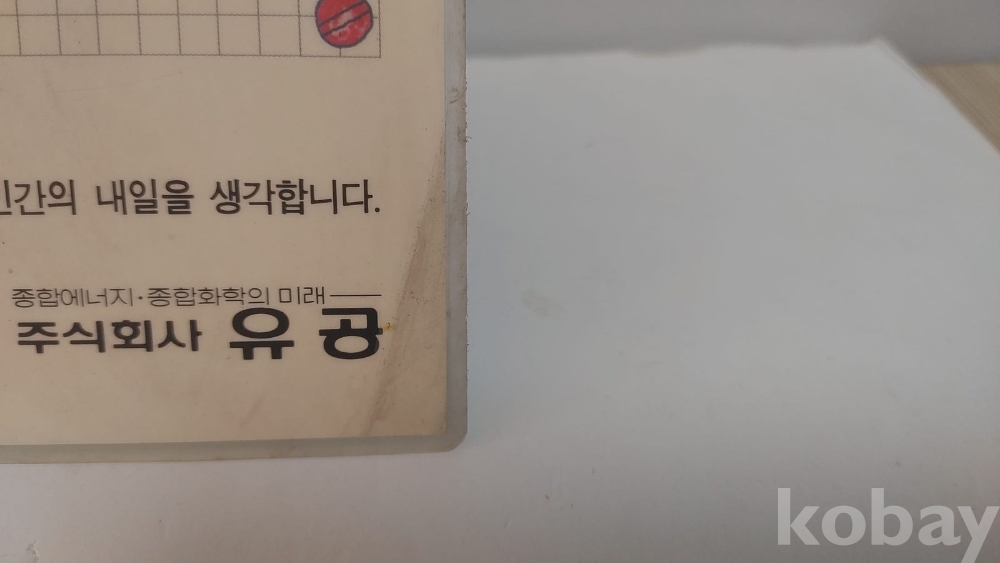 인간의 내일을 생각합니다.
종합에너지·종합화학의 미래
주식회사 유공
kobay